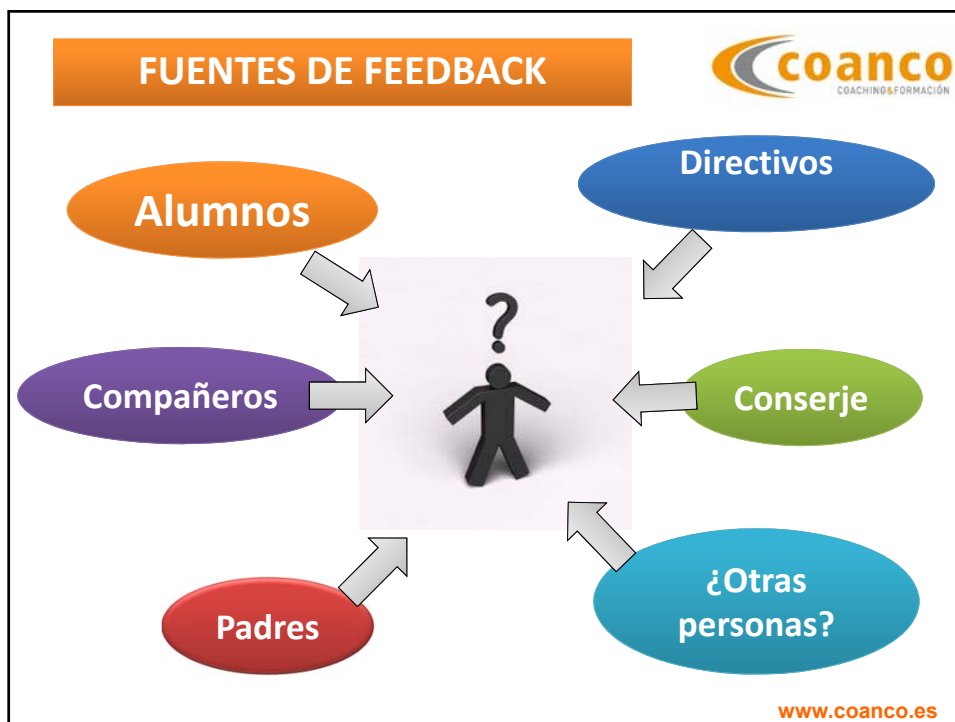 FUENTES DE FEEDBACK
coanco
COACHING&FORMACIÓN
Directivos
Alumnos
?
Compañeros
Conserje
¿Otras
personas?
Padres
www.coanco.es